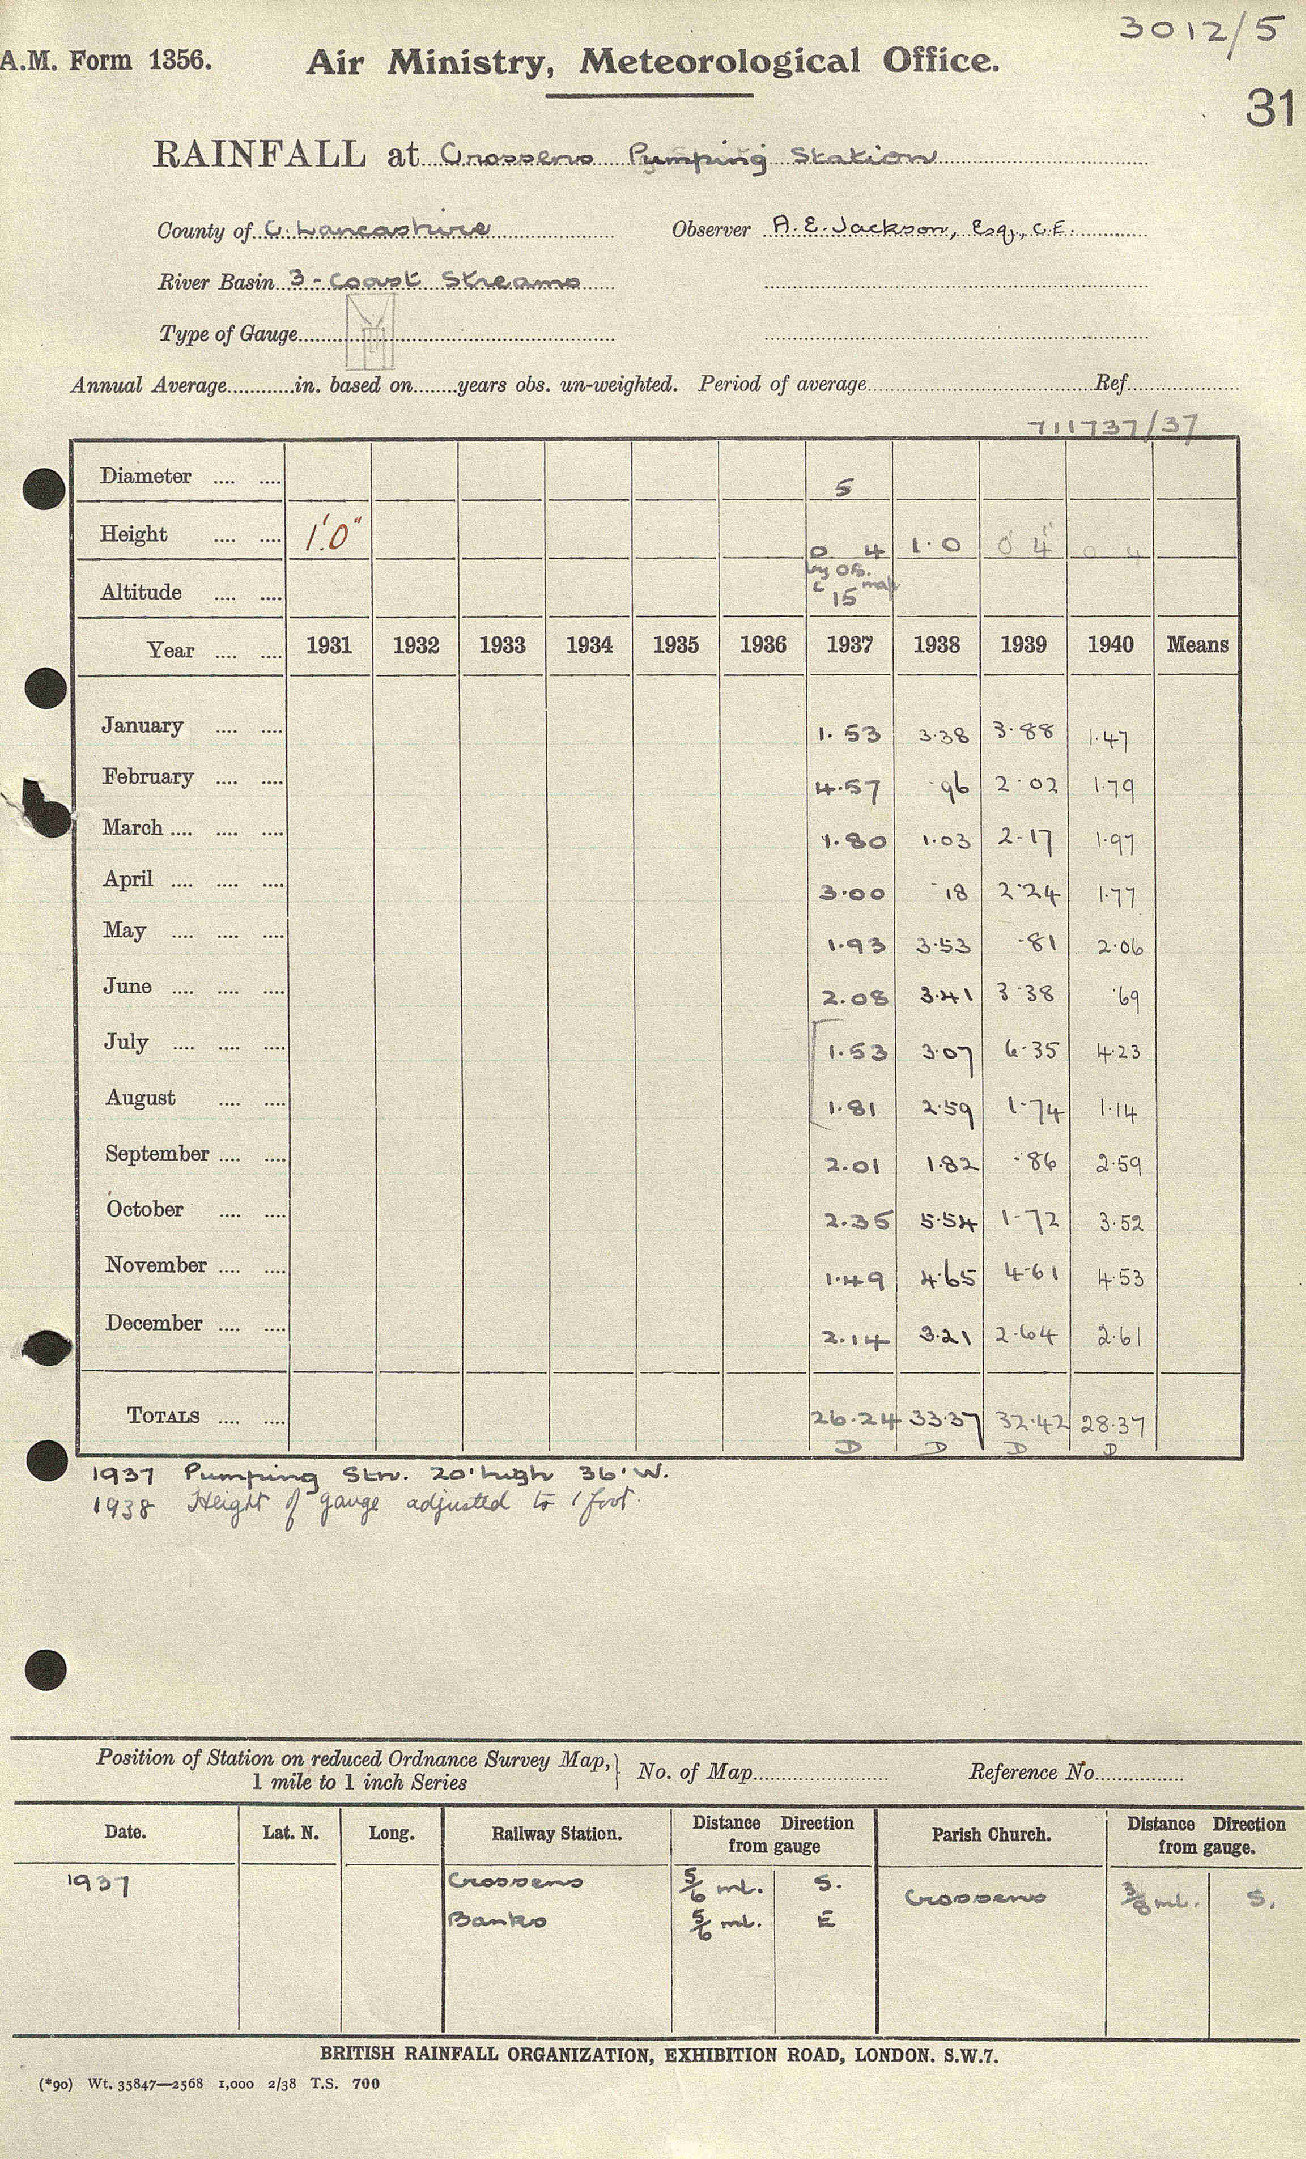 3012/5
A.M. Form 1356. Air Ministry, Meteorological Office.
31
RAINFALL at Crossens Pumping Station
County of C. Lancashire Observer A.E. Jackson, Esq., C.E.
River Basin 3 - Coast Streams
Type of Gauge
Annual Average in. based on years obs. un-weighted. Period of average Ref.
711737/37
Diameter 5
Height 1'.0" 0 4 1.0 0 4 0 4
Altitude by O.S. map c 15
Year 1931 1932 1933 1934 1935 1936 1937 1938 1939 1940 Means
January 1.53 3.38 3.88 1.47
February 4.57 .96 2.02 1.79
March 1.80 1.03 2.17 1.97
April 3.00 .18 2.24 1.77
May 1.93 3.53 .81 2.06
June 2.08 3.41 3.38 .69
July 1.53 3.07 6.35 4.23
August 1.81 2.59 1.74 1.14
September 2.01 1.82 .86 2.59
October 2.35 5.54 1.72 3.52
November 1.49 4.65 4.61 4.53
December 2.14 3.21 2.64 2.61
TOTALS 26.24 33.37 32.42 28.37
D D D D
1937 Pumping Stn. 20' high 36' W.
1938 Height of gauge adjusted to 1 foot.
Position of Station on reduced Ordnance Survey Map, 1 mile to 1 inch Series No. of Map Reference No.
Date. Lat. N. Long. Railway Station. Distance Direction from gauge Parish Church. Distance Direction from gauge.
1937 Crossens 5/6 ml. S. Crossens 3/8 ml. S.
Banks 5/6 ml. E
BRITISH RAINFALL ORGANIZATION, EXHIBITION ROAD, LONDON. S.W.7.
(*90) Wt. 35847—2568 1,000 2/38 T.S. 700